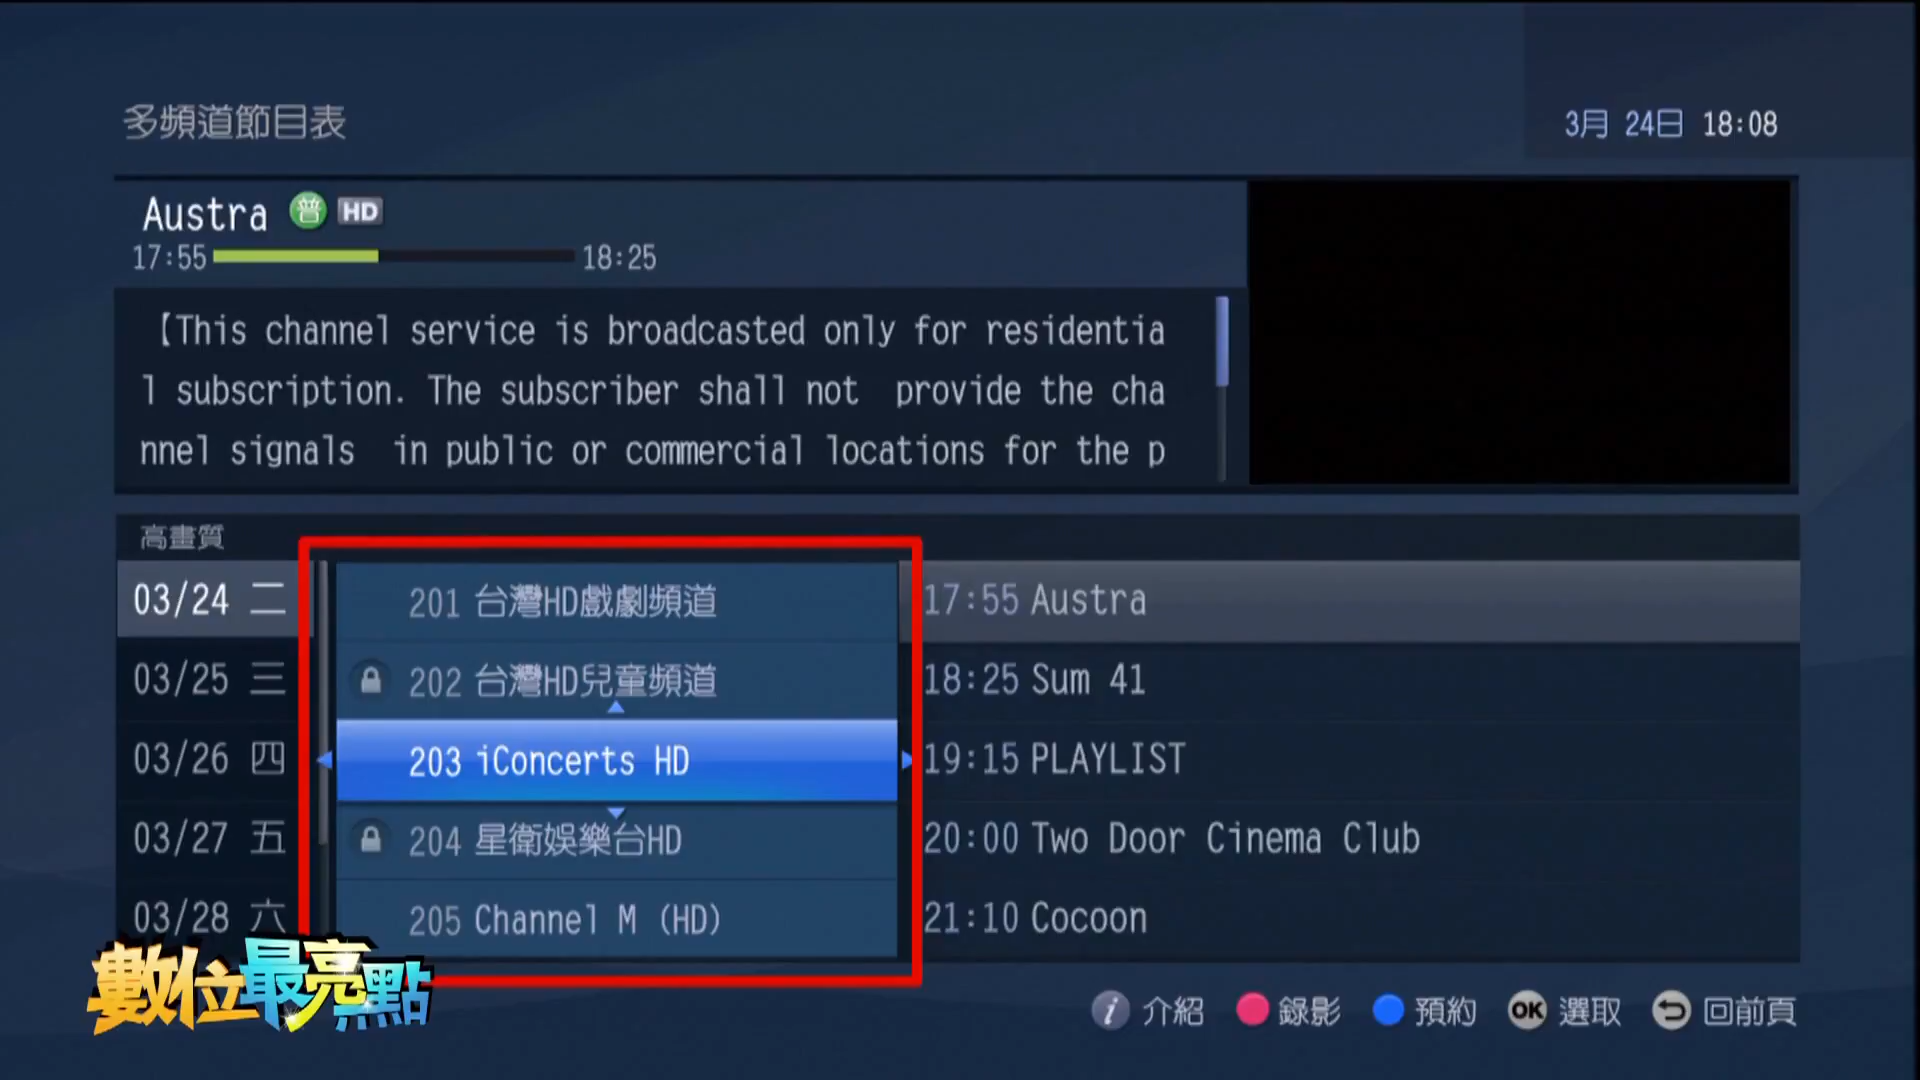 多頻道節目表
3月 24日 18:08
Austra 普 HD
17:55 18:25
【This channel service is broadcasted only for residentia
l subscription. The subscriber shall not  provide the cha
nnel signals  in public or commercial locations for the p
高畫質
03/24 二
03/25 三
03/26 四
03/27 五
03/28 六
201 台灣HD戲劇頻道
202 台灣HD兒童頻道
203 iConcerts HD
204 星衛娛樂台HD
205 Channel M (HD)
17:55 Austra
18:25 Sum 41
19:15 PLAYLIST
20:00 Two Door Cinema Club
21:10 Cocoon
數位最亮點
i 介紹 錄影 預約 OK 選取 回前頁